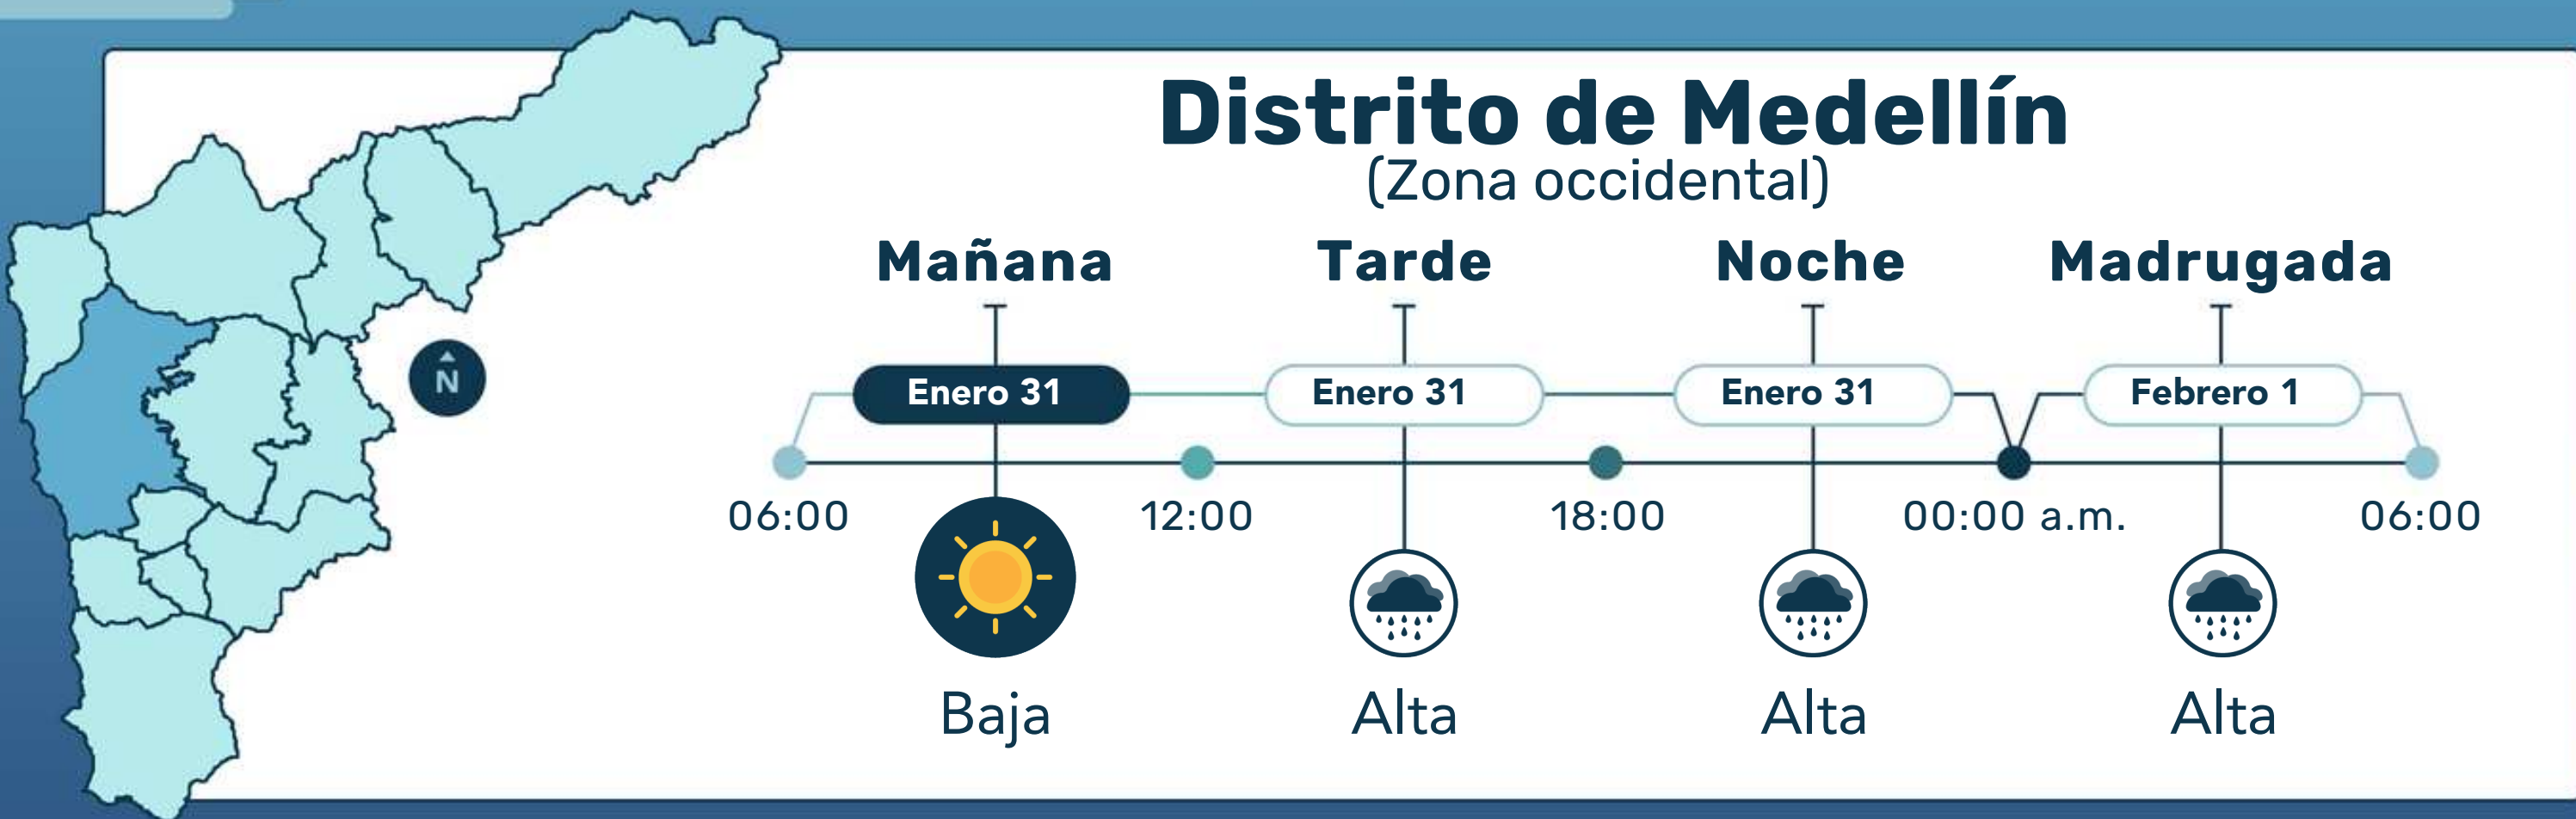 Distrito de Medellín
(Zona occidental)
Mañana Tarde Noche Madrugada
N
Enero 31 Enero 31 Enero 31 Febrero 1
06:00 12:00 18:00 00:00 a.m. 06:00
Baja Alta Alta Alta